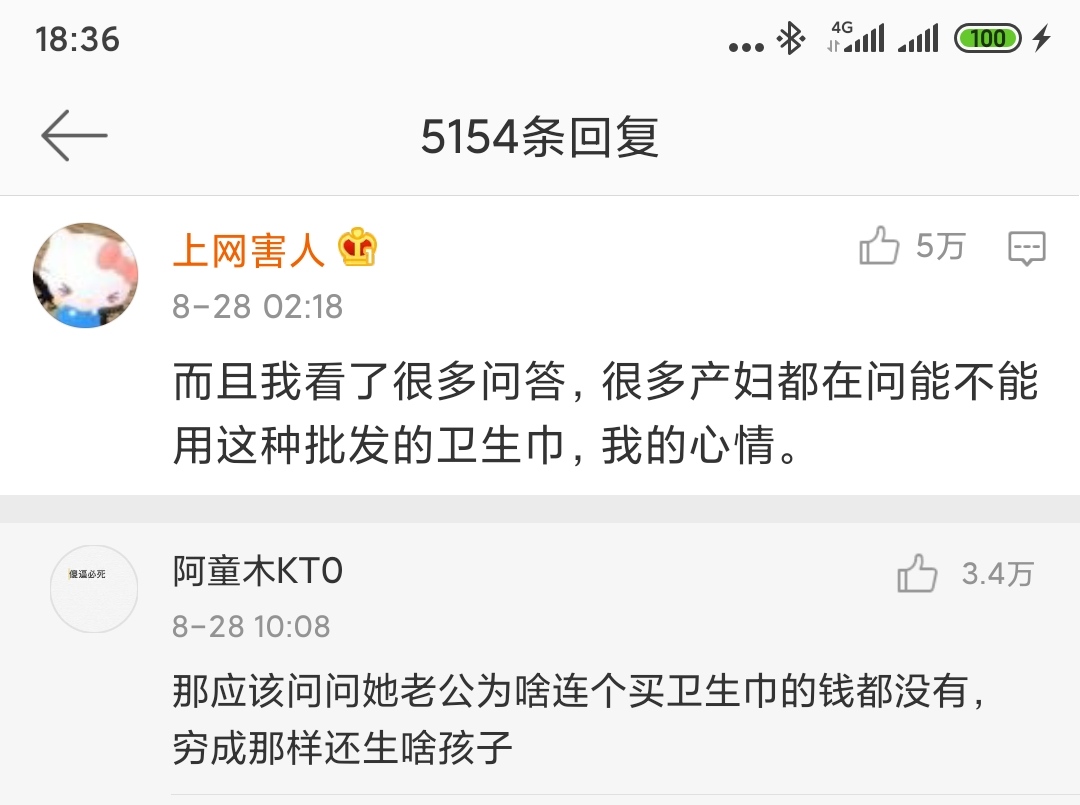 18:36
4G
100
5154条回复
上网害人
5万
8-28 02:18
而且我看了很多问答, 很多产妇都在问能不能
用这种批发的卫生巾, 我的心情。
傻逼必死
阿童木KTO
3.4万
8-28 10:08
那应该问问她老公为啥连个买卫生巾的钱都没有,
穷成那样还生啥孩子